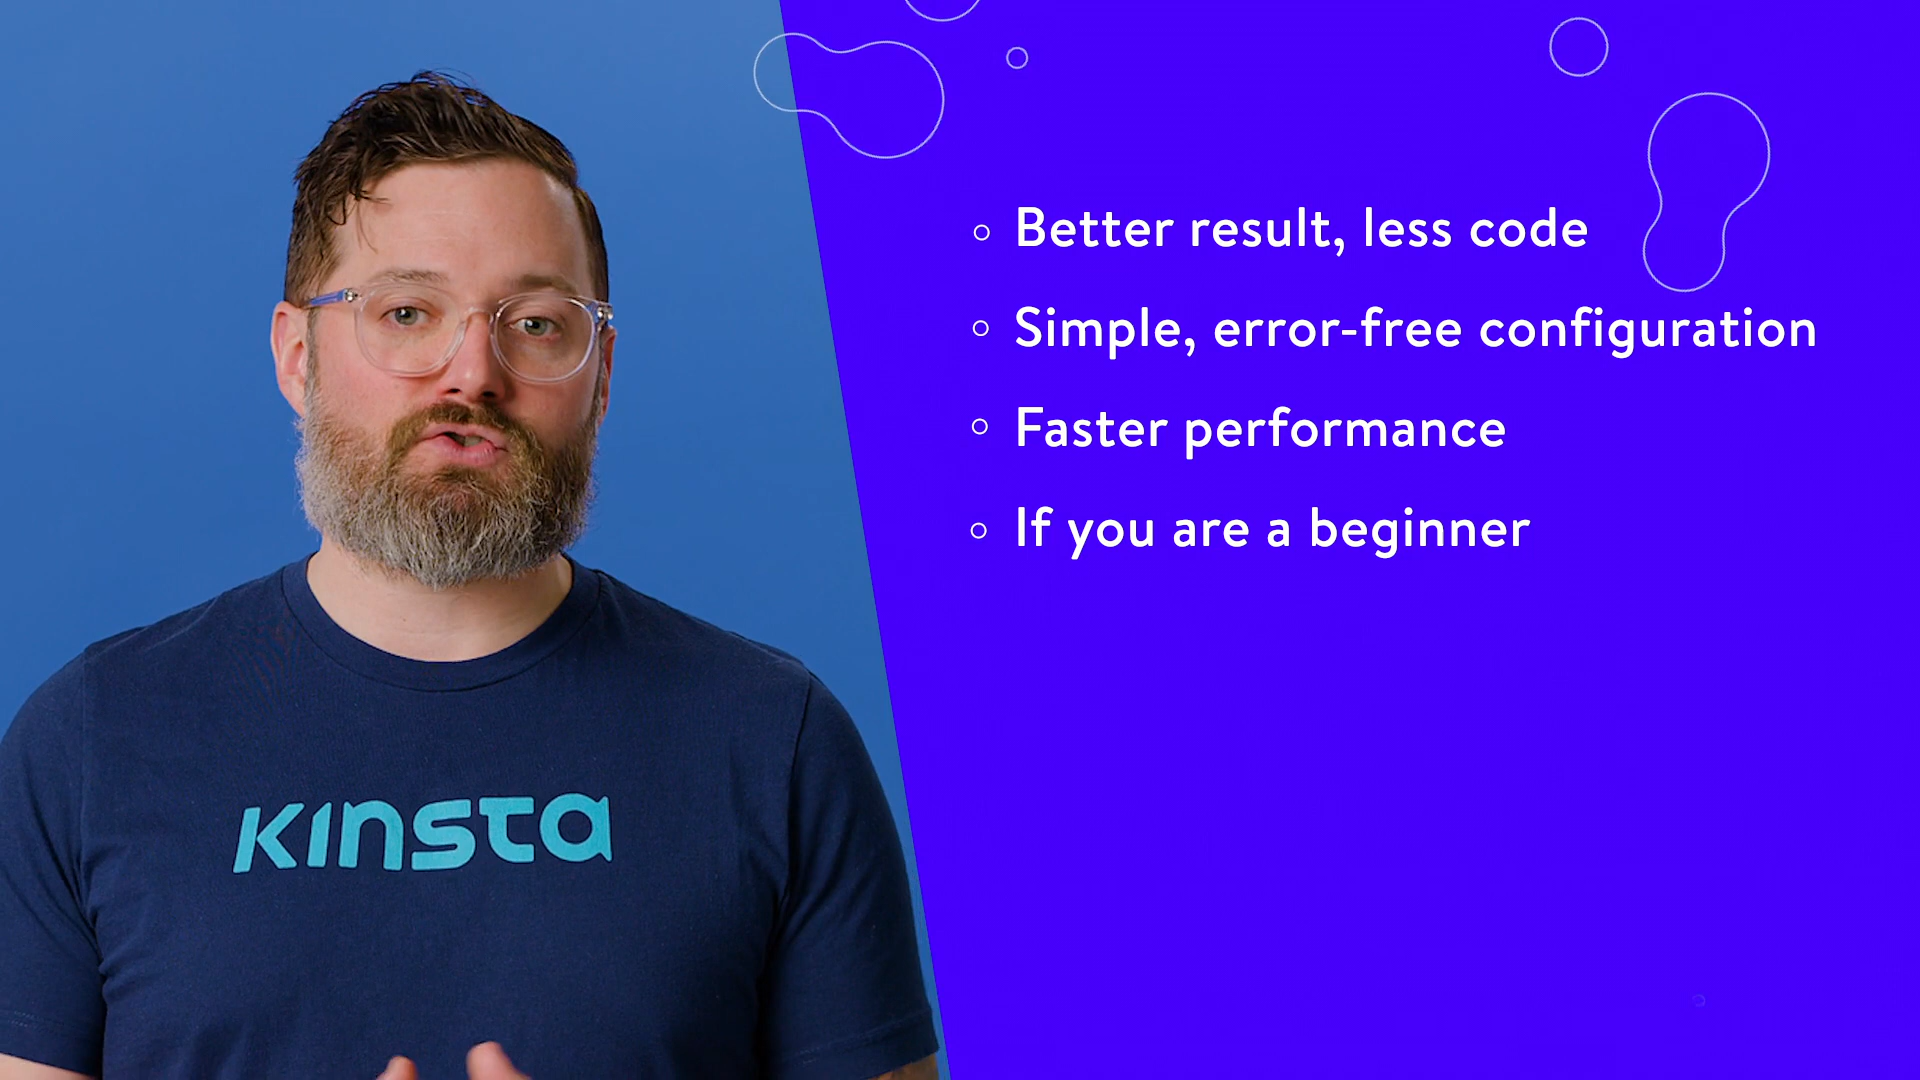 Better result, less code
Simple, error-free configuration
Faster performance
If you are a beginner
Kinsta